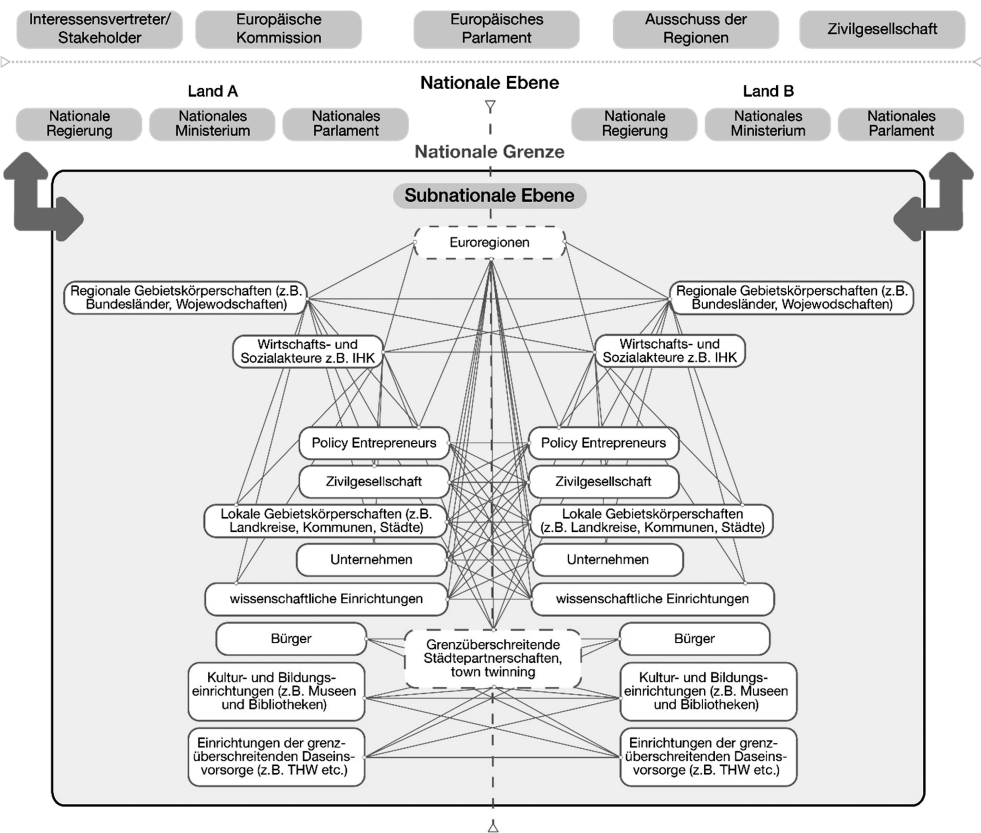 Interessensvertreter/
Stakeholder
Europäische
Kommission
Europäisches
Parlament
Ausschuss der
Regionen
Zivilgesellschaft
Nationale Ebene
Land A
Land B
Nationale
Regierung
Nationales
Ministerium
Nationales
Parlament
Nationale
Regierung
Nationales
Ministerium
Nationales
Parlament
Nationale Grenze
Subnationale Ebene
Euroregionen
Regionale Gebietskörperschaften (z.B.
Bundesländer, Wojewodschaften)
Regionale Gebietskörperschaften (z.B.
Bundesländer, Wojewodschaften)
Wirtschafts- und
Sozialakteure z.B. IHK
Wirtschafts- und
Sozialakteure z.B. IHK
Policy Entrepreneurs
Policy Entrepreneurs
Zivilgesellschaft
Zivilgesellschaft
Lokale Gebietskörperschaften (z.B.
Landkreise, Kommunen, Städte)
Lokale Gebietskörperschaften
(z.B. Landkreise, Kommunen, Städte)
Unternehmen
Unternehmen
wissenschaftliche Einrichtungen
wissenschaftliche Einrichtungen
Bürger
Grenzüberschreitende
Städtepartnerschaften,
town twinning
Bürger
Kultur- und Bildungs-
einrichtungen (z.B. Museen
und Bibliotheken)
Kultur- und Bildungs-
einrichtungen (z.B. Museen
und Bibliotheken)
Einrichtungen der grenz-
überschreitenden Daseins-
vorsorge (z.B. THW etc.)
Einrichtungen der grenz-
überschreitenden Daseins-
vorsorge (z.B. THW etc.)